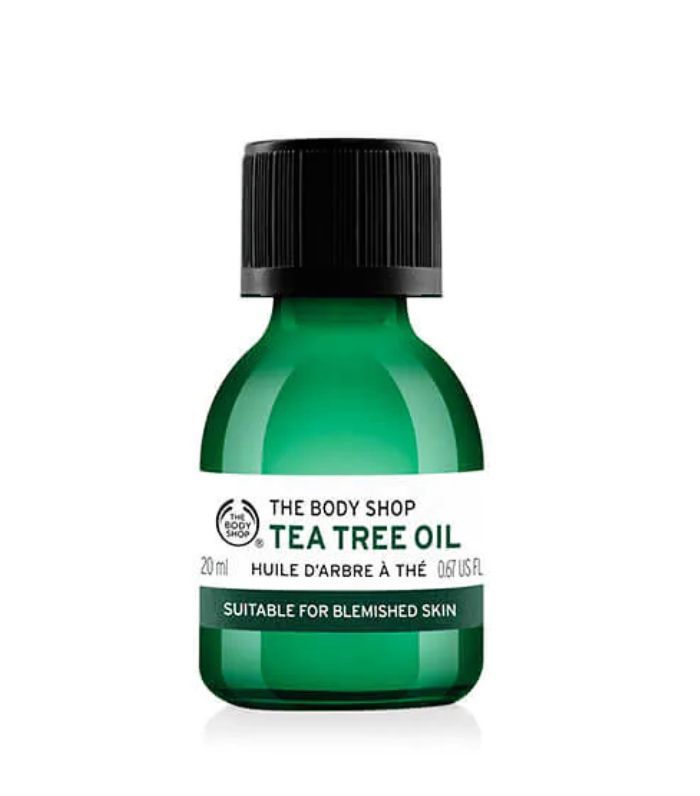 THE BODY SHOP
THE
BODY
SHOP ®
TEA TREE OIL
20 ml HUILE D'ARBRE À THÉ 0.67 US FL
SUITABLE FOR BLEMISHED SKIN